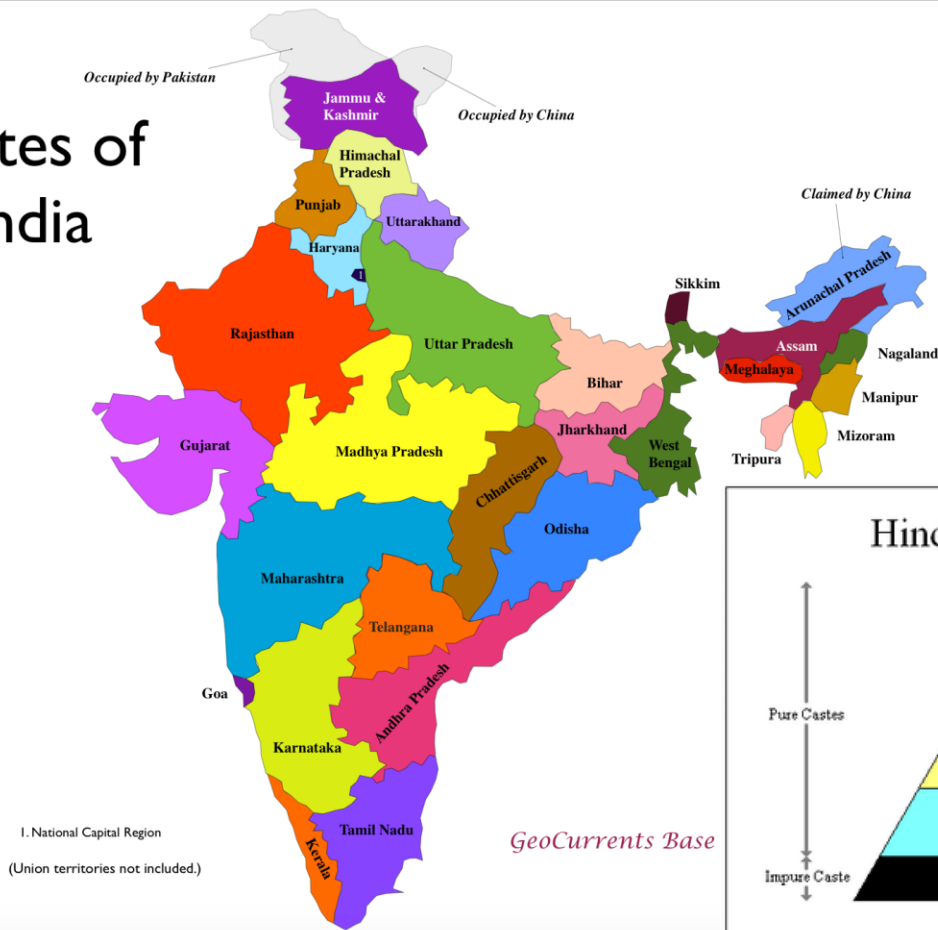 Occupied by Pakistan
Jammu &
Kashmir
Occupied by China
tes of
ndia
Himachal
Pradesh
Punjab
Uttarakhand
Claimed by China
Haryana
1
Arunachal Pradesh
Sikkim
Rajasthan
Uttar Pradesh
Assam
Nagaland
Meghalaya
Bihar
Manipur
Jharkhand
Mizoram
Gujarat
Madhya Pradesh
West
Bengal
Tripura
Chhattisgarh
Odisha
Hind
Maharashtra
Telangana
Goa
Andhra Pradesh
Pure Castes
Karnataka
1. National Capital Region
Tamil Nadu
GeoCurrents Base
Kerala
(Union territories not included.)
Impure Caste